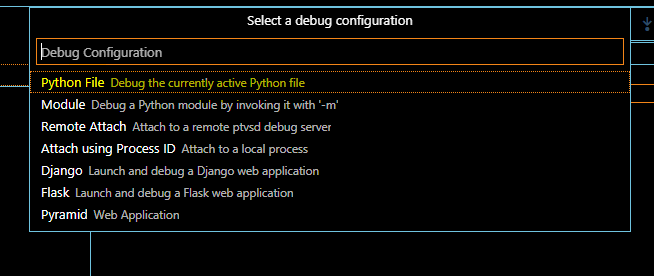 Select a debug configuration
Debug Configuration
Python File Debug the currently active Python file
Module Debug a Python module by invoking it with '-m'
Remote Attach Attach to a remote ptvsd debug server
Attach using Process ID Attach to a local process
Django Launch and debug a Django web application
Flask Launch and debug a Flask web application
Pyramid Web Application